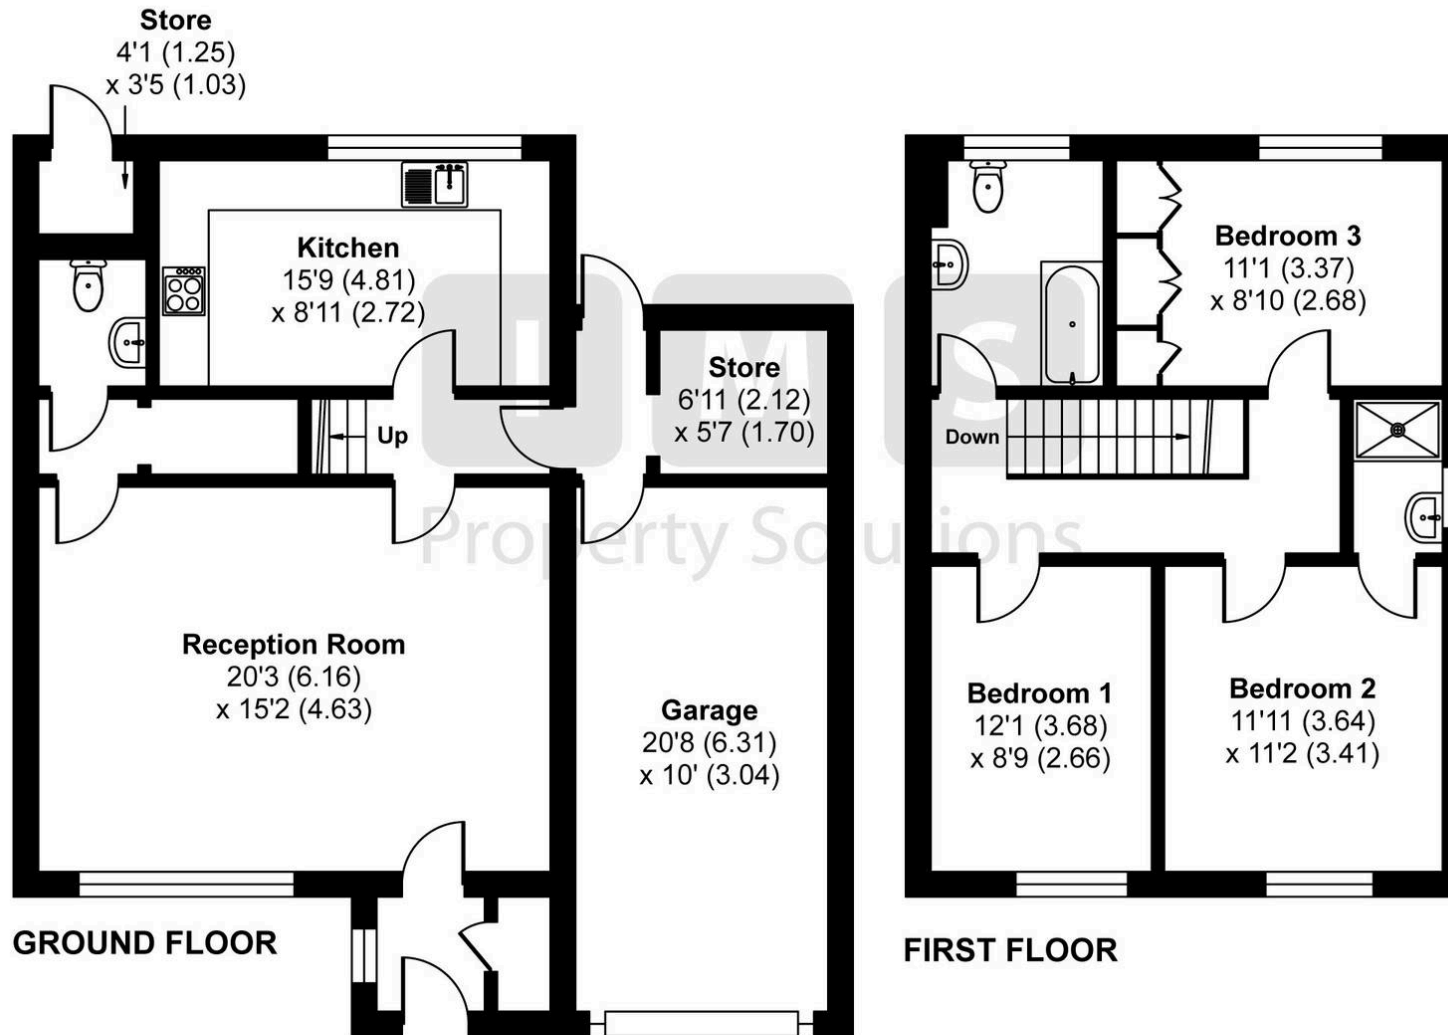 Store
4'1 (1.25)
x 3'5 (1.03)
Kitchen
15'9 (4.81)
x 8'11 (2.72)
Store
6'11 (2.12)
x 5'7 (1.70)
Up
Reception Room
20'3 (6.16)
x 15'2 (4.63)
Garage
20'8 (6.31)
x 10' (3.04)
GROUND FLOOR
Bedroom 3
11'1 (3.37)
x 8'10 (2.68)
Down
Bedroom 1
12'1 (3.68)
x 8'9 (2.66)
Bedroom 2
11'11 (3.64)
x 11'2 (3.41)
FIRST FLOOR
I M S
Property Solutions